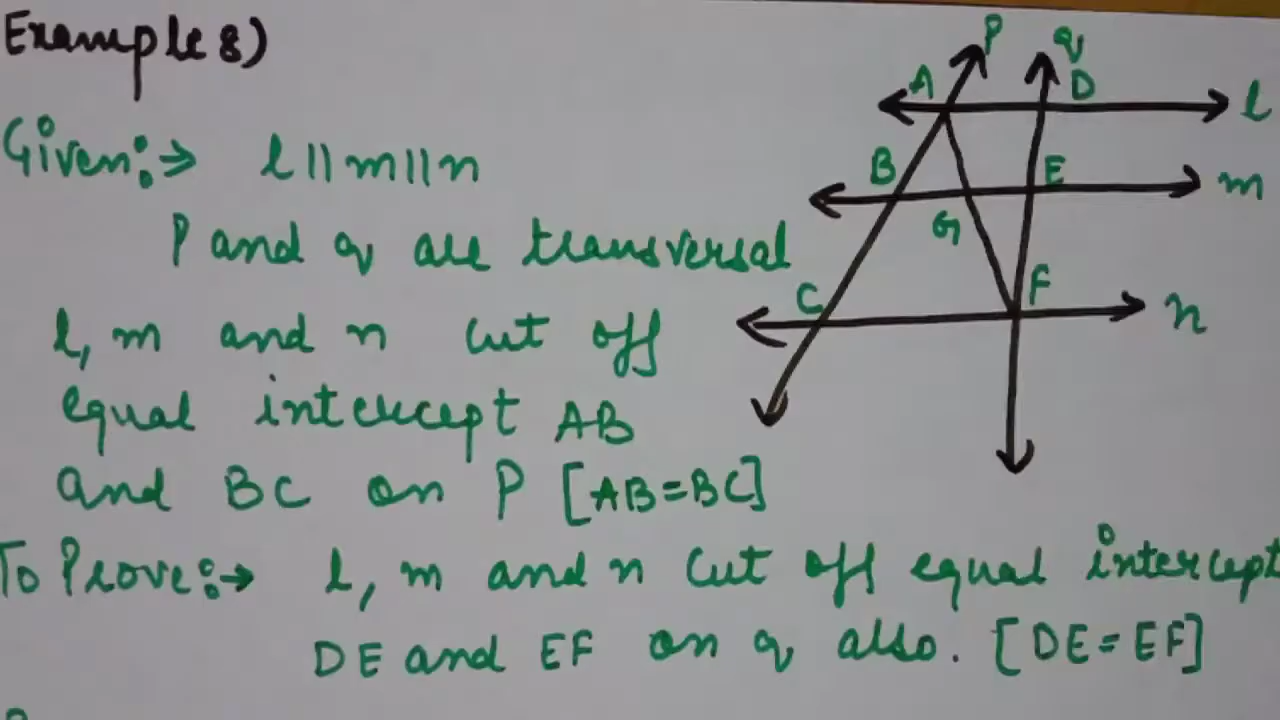 Example 8)
Given:→ l||m||n
P and q are transversal
l, m and n cut off
equal intercept AB
and BC on P [AB=BC]
To Prove:→ l, m and n cut off equal intercept
DE and EF on q also. [DE=EF]
P q
A D l
B E m
G
C F n